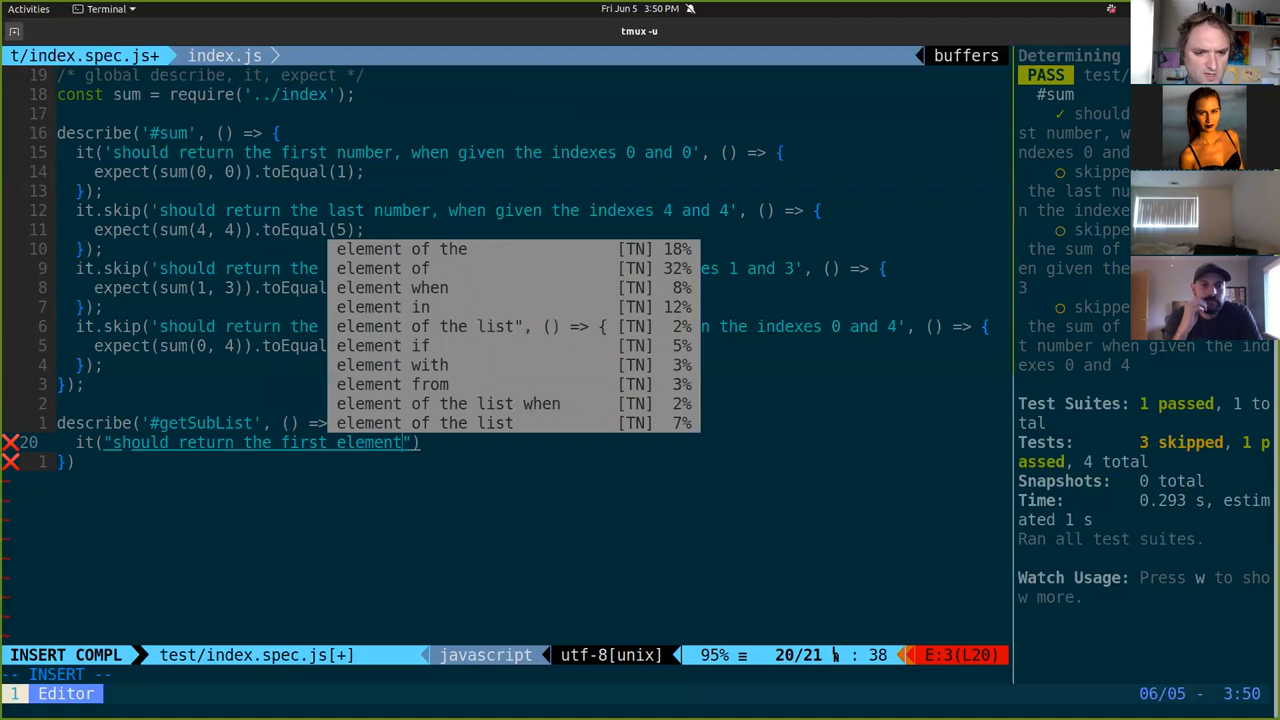 Activities
Terminal
Fri Jun 5 3:50 PM
tmux -u
t/index.spec.js+
index.js
buffers
19 /* global describe, it, expect */
18 const sum = require('../index');
17
16 describe('#sum', () => {
15 it('should return the first number, when given the indexes 0 and 0', () => {
14 expect(sum(0, 0)).toEqual(1);
13 });
12 it.skip('should return the last number, when given the indexes 4 and 4', () => {
11 expect(sum(4, 4)).toEqual(5);
10 });
9 it.skip('should return the es 1 and 3', () => {
8 expect(sum(1, 3)).toEqual
7 });
6 it.skip('should return the n the indexes 0 and 4', () => {
5 expect(sum(0, 4)).toEqual
4 });
3 });
2
1 describe('#getSubList', () =>
20 it("should return the first element")
1 })
element of the [TN] 18%
element of [TN] 32%
element when [TN] 8%
element in [TN] 12%
element of the list", () => { [TN] 2%
element if [TN] 5%
element with [TN] 3%
element from [TN] 3%
element of the list when [TN] 2%
element of the list [TN] 7%
INSERT COMPL
test/index.spec.js[+]
javascript
utf-8[unix]
95% ≡ 20/21 : 38
E:3(L20)
-- INSERT --
1 Editor
06/05 - 3:50
Determining
PASS test/
#sum
✓ should
st number, w
ndexes 0 and
○ skippe
the last num
n the indexe
○ skippe
the sum of
en given the
3
○ skippe
the sum of
t number when given the ind
exes 0 and 4
Test Suites: 1 passed, 1 to
tal
Tests: 3 skipped, 1 p
assed, 4 total
Snapshots: 0 total
Time: 0.293 s, estim
ated 1 s
Ran all test suites.
Watch Usage: Press w to sho
w more.